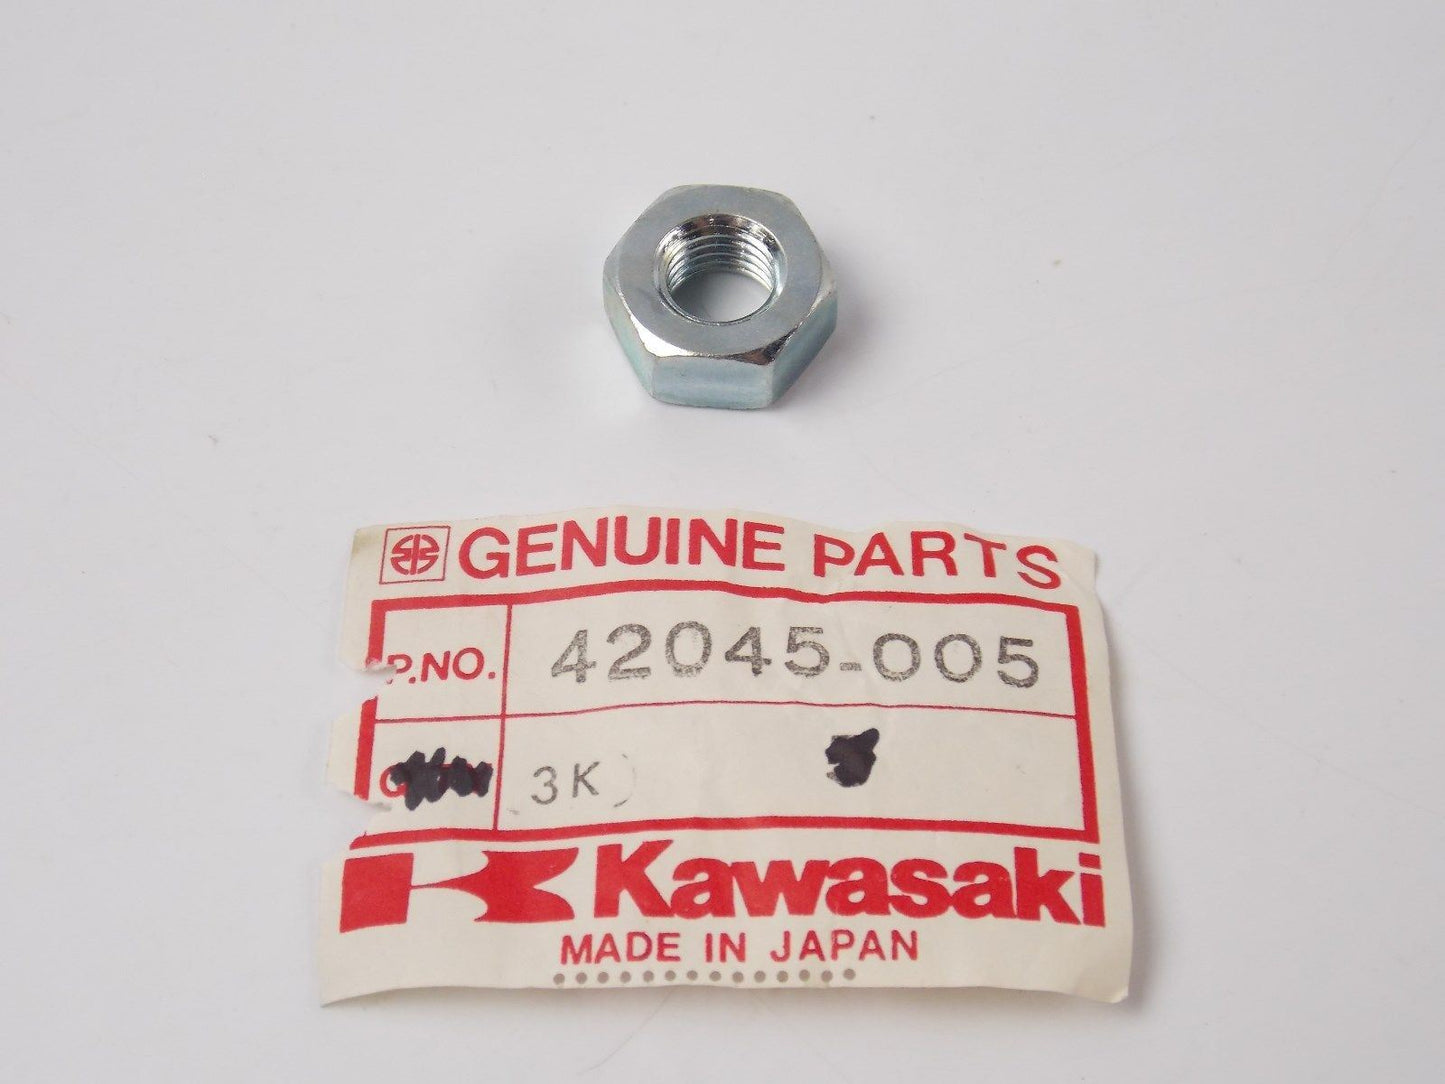 GENUINE PARTS
P.NO. 42045-005
3K
Kawasaki
MADE IN JAPAN